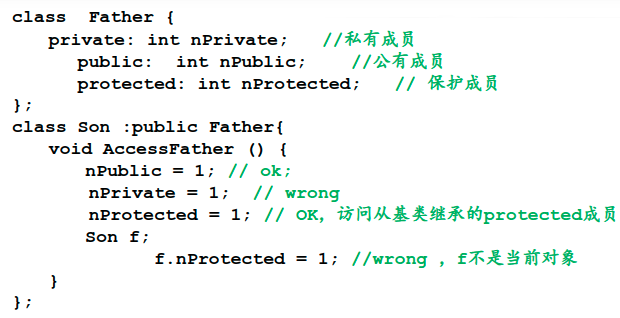 class  Father {
private: int nPrivate;  //私有成员
public:  int nPublic;  //公有成员
protected: int nProtected;  // 保护成员
};
class Son :public Father{
void AccessFather () {
nPublic = 1; // ok;
nPrivate = 1;  // wrong
nProtected = 1; // OK, 访问从基类继承的protected成员
Son f;
f.nProtected = 1; //wrong , f不是当前对象
}
};